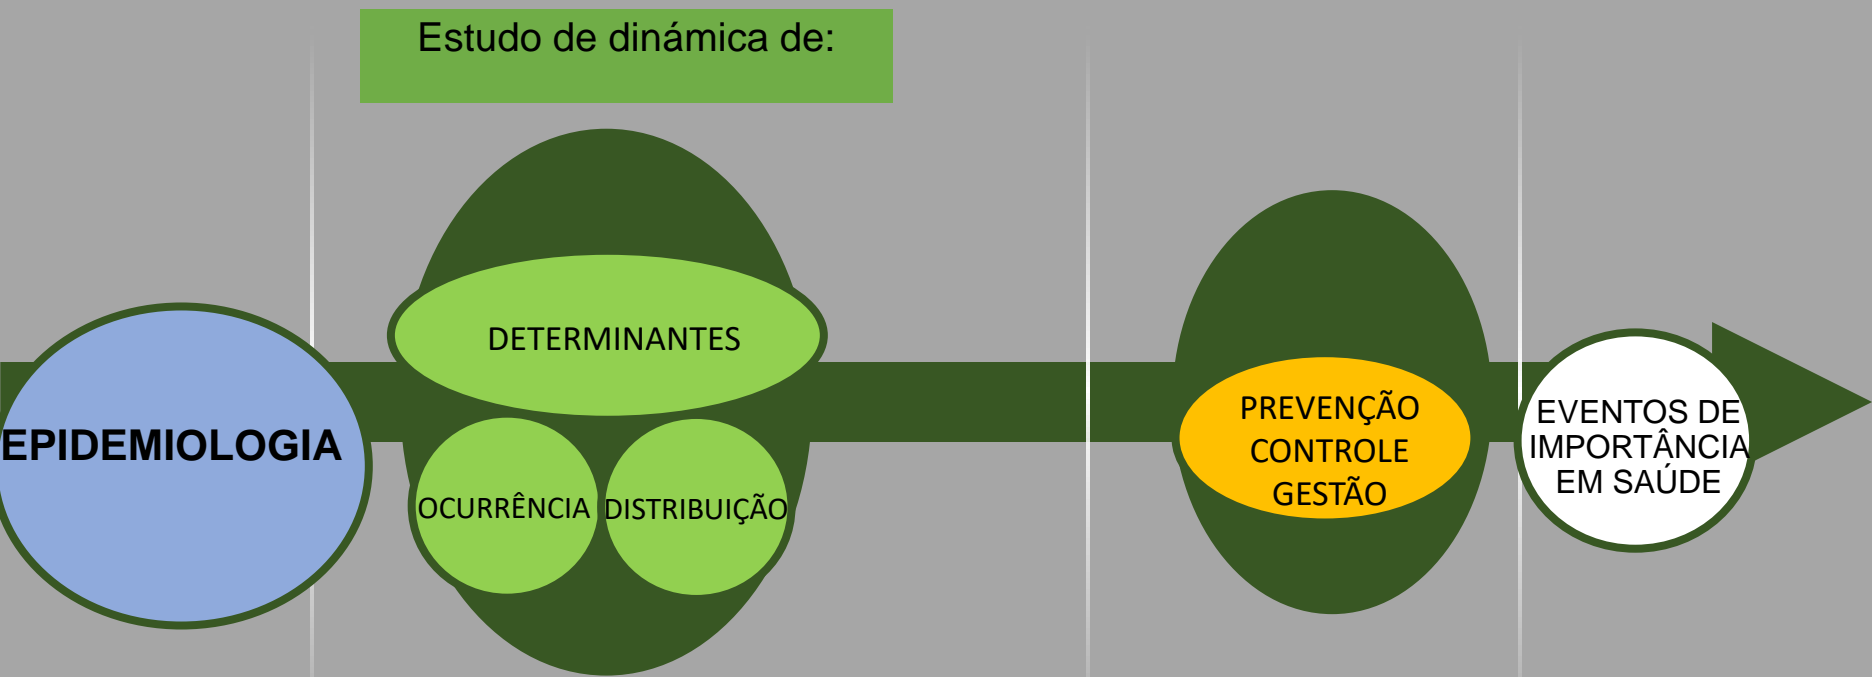 Estudo de dinámica de:
EPIDEMIOLOGIA
DETERMINANTES
OCURRÊNCIA
DISTRIBUIÇÃO
PREVENÇÃO
CONTROLE
GESTÃO
EVENTOS DE
IMPORTÂNCIA
EM SAÚDE